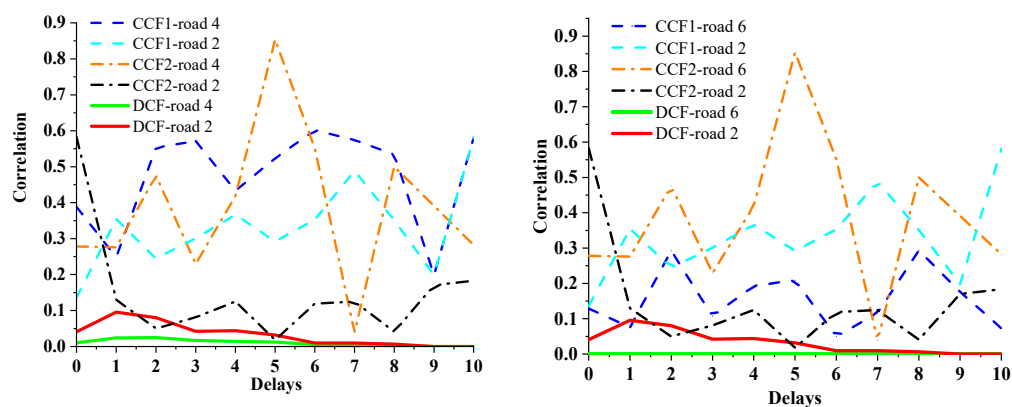 CCF1-road 4
CCF1-road 2
CCF2-road 4
CCF2-road 2
DCF-road 4
DCF-road 2
0.9
0.8
0.7
0.6
0.5
0.4
0.3
0.2
0.1
0.0
Correlation
0 1 2 3 4 5 6 7 8 9 10
Delays
CCF1-road 6
CCF1-road 2
CCF2-road 6
CCF2-road 2
DCF-road 6
DCF-road 2
0.9
0.8
0.7
0.6
0.5
0.4
0.3
0.2
0.1
0.0
Correlation
0 1 2 3 4 5 6 7 8 9 10
Delays